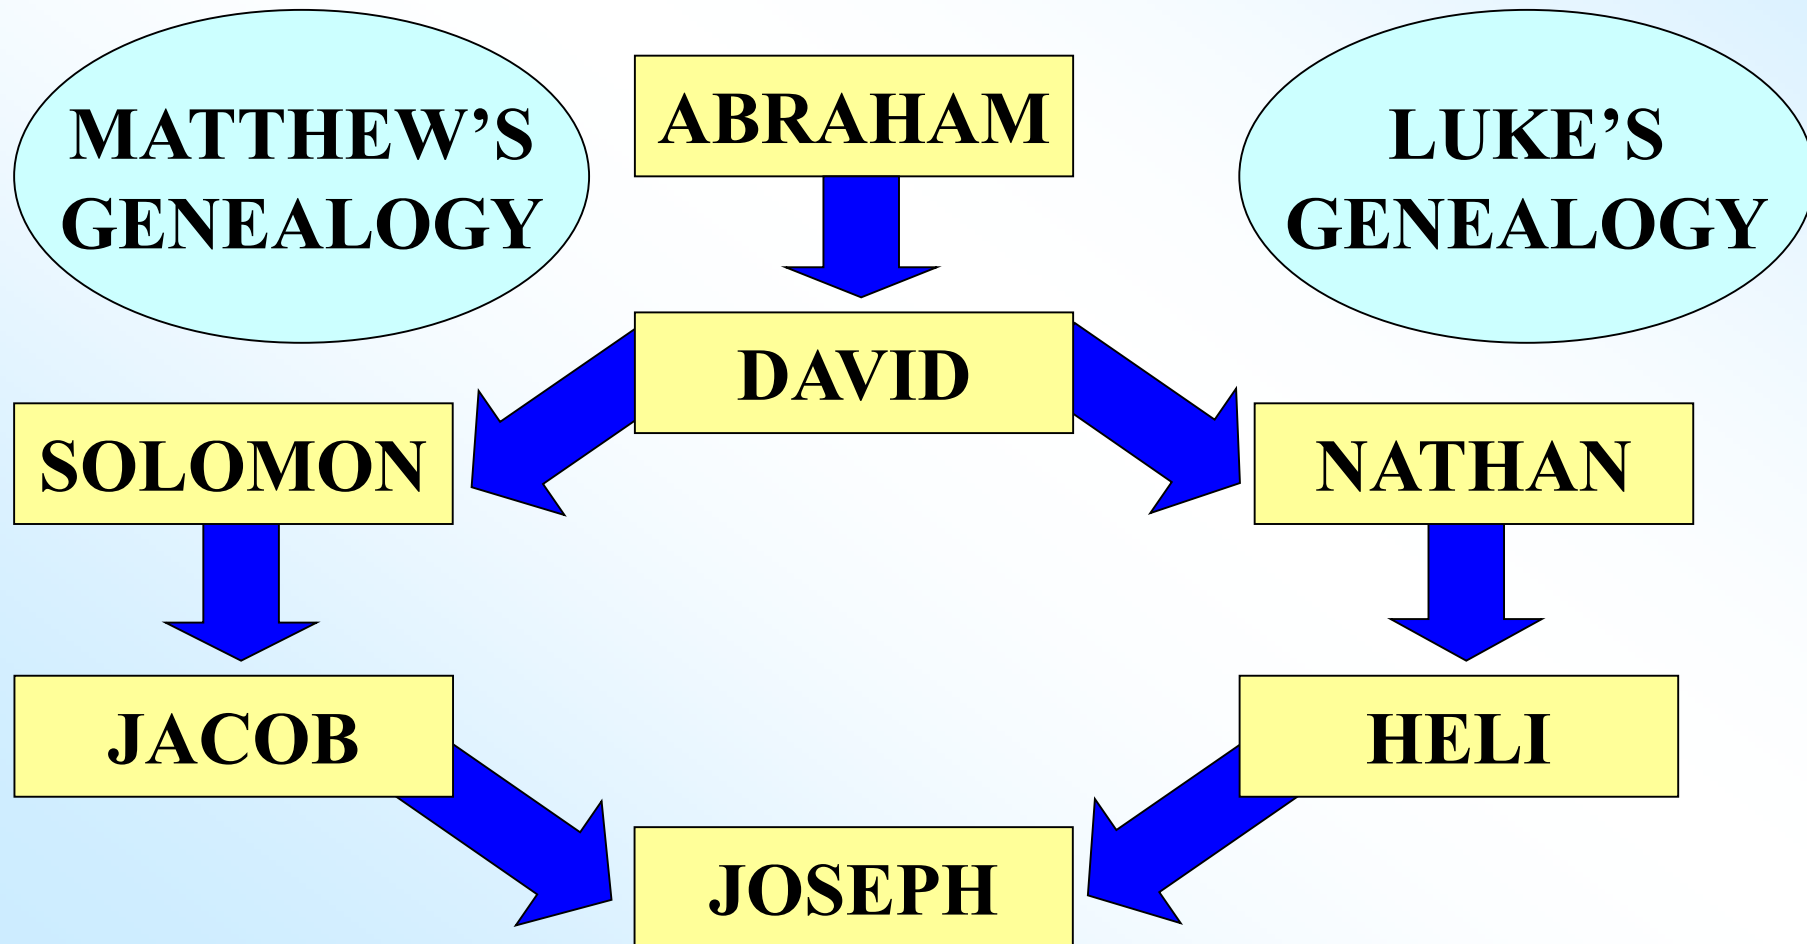 MATTHEW’S
GENEALOGY
ABRAHAM
LUKE’S
GENEALOGY
DAVID
SOLOMON
NATHAN
JACOB
HELI
JOSEPH